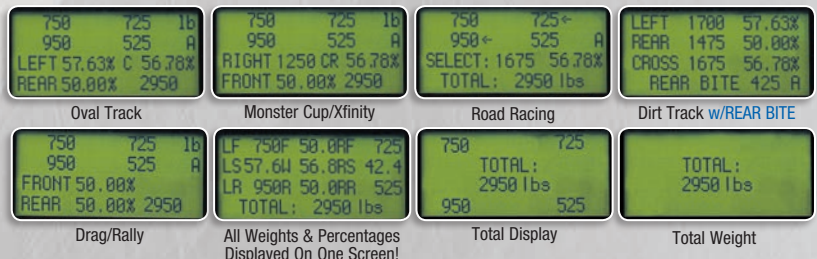 750 725 lb
950 525 A
LEFT 57.63% C 56.78%
REAR 50.00% 2950
Oval Track
750 725 lb
950 525 A
RIGHT 1250 CR 56.78%
FRONT 50.00% 2950
Monster Cup/Xfinity
750 725←
950← 525 A
SELECT: 1675 56.78%
TOTAL: 2950 lbs
Road Racing
LEFT 1700 57.63%
REAR 1475 50.00%
CROSS 1675 56.78%
REAR BITE 425 A
Dirt Track w/REAR BITE
750 725 lb
950 525 A
FRONT 50.00%
REAR 50.00% 2950
Drag/Rally
LF 750F 50.0RF 725
LS57.6W 56.8RS 42.4
LR 950R 50.0RR 525
TOTAL: 2950 lbs
All Weights & Percentages
Displayed On One Screen!
750 725
TOTAL:
2950 lbs
950 525
Total Display
TOTAL:
2950 lbs
Total Weight